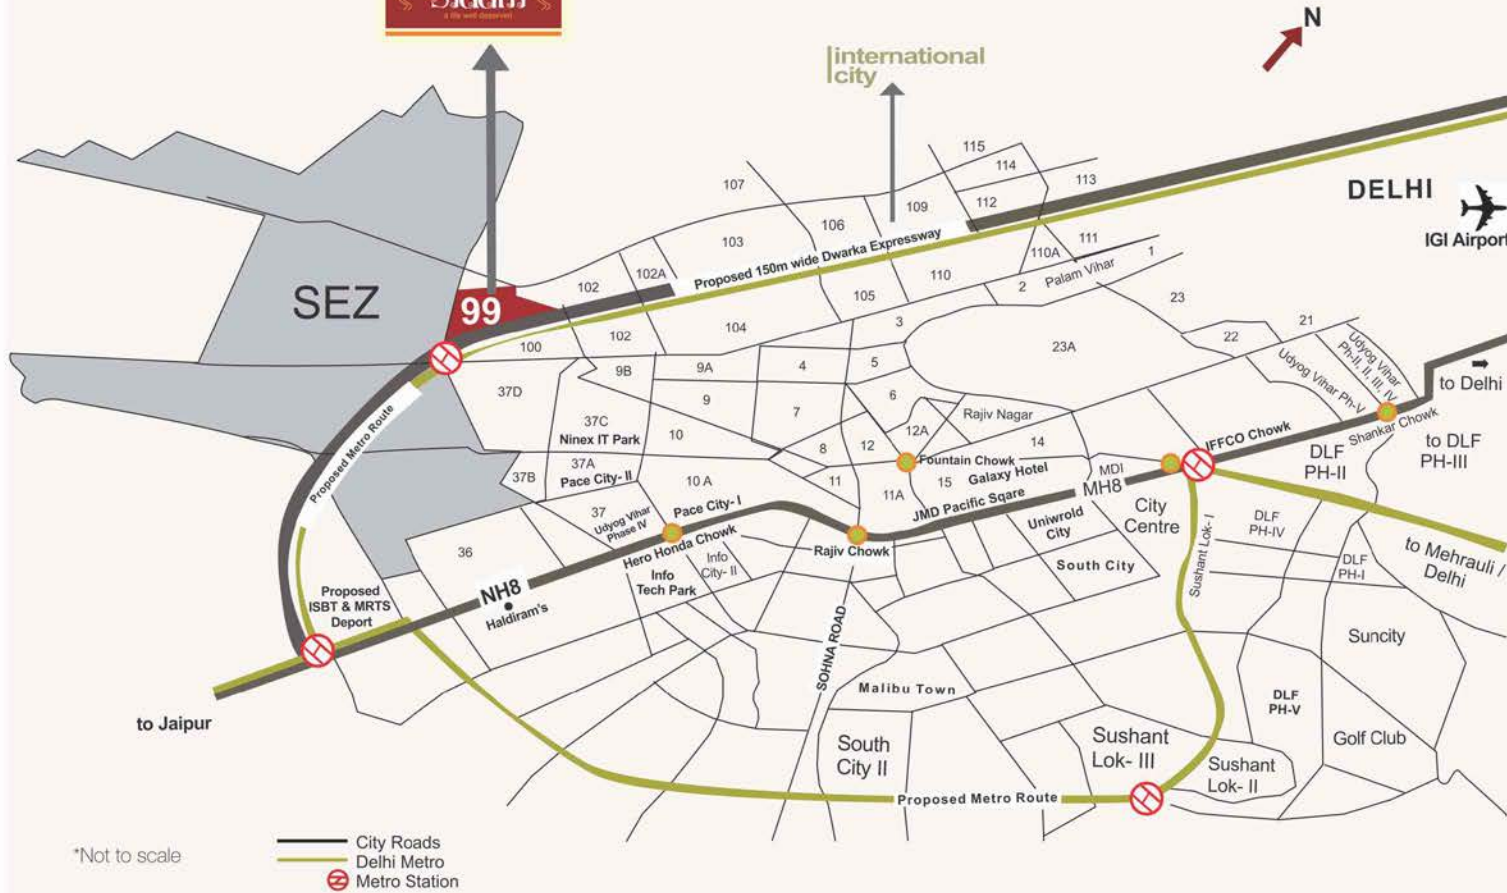 a life well deserved
N
international
city
115
114
113
107
112
109
106
DELHI
103
111
110A
1
IGI Airport
Proposed 150m wide Dwarka Expressway
102A
102
110
2
Palam Vihar
SEZ
99
105
23
104
3
21
102
22
100
23A
Udyog Vihar
Ph-II, II, III, IV
5
4
9A
9B
Udyog Vihar Ph-V
to Delhi
37D
6
9
7
Rajiv Nagar
Shankar Chowk
Proposed Metro Route
37C
Ninex IT Park
10
12A
14
IFFCO Chowk
to DLF
PH-III
8
12
DLF
PH-II
Fountain Chowk
37A
Pace City- II
37B
MDI
Galaxy Hotel
10 A
11
11A
15
MH8
JMD Pacific Sqare
Pace City- I
City
Centre
37
Udyog Vihar
Phase IV
Uniwrold
City
DLF
PH-IV
36
Hero Honda Chowk
Rajiv Chowk
Info
City- II
South City
Sushant Lok- I
DLF
PH-I
to Mehrauli /
Delhi
Info
Tech Park
NH8
Haldiram's
Proposed
ISBT & MRTS
Deport
SOHNA ROAD
Suncity
Malibu Town
DLF
PH-V
to Jaipur
South
City II
Sushant
Lok- III
Golf Club
Sushant
Lok- II
Proposed Metro Route
*Not to scale
City Roads
Delhi Metro
Metro Station